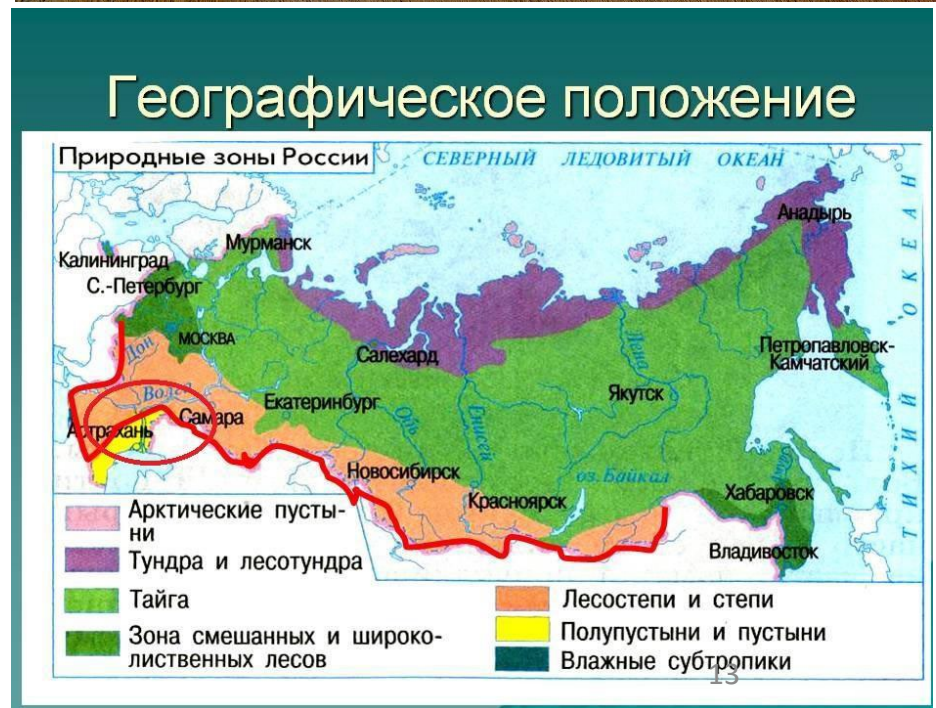 Географическое положение
Природные зоны России
СЕВЕРНЫЙ ЛЕДОВИТЫЙ ОКЕАН
ТИХИЙ ОКЕАН
Анадырь
Мурманск
Калининград
С.-Петербург
МОСКВА
Дон
Салехард
Лена
Петропавловск-
Камчатский
Якутск
Волга
Екатеринбург
Обь
Енисей
Самара
Астрахань
Новосибирск
оз. Байкал
Красноярск
Хабаровск
Владивосток
Арктические пусты-
ни
Тундра и лесотундра
Тайга
Зона смешанных и широко-
лиственных лесов
Лесостепи и степи
Полупустыни и пустыни
Влажные субтропики
13